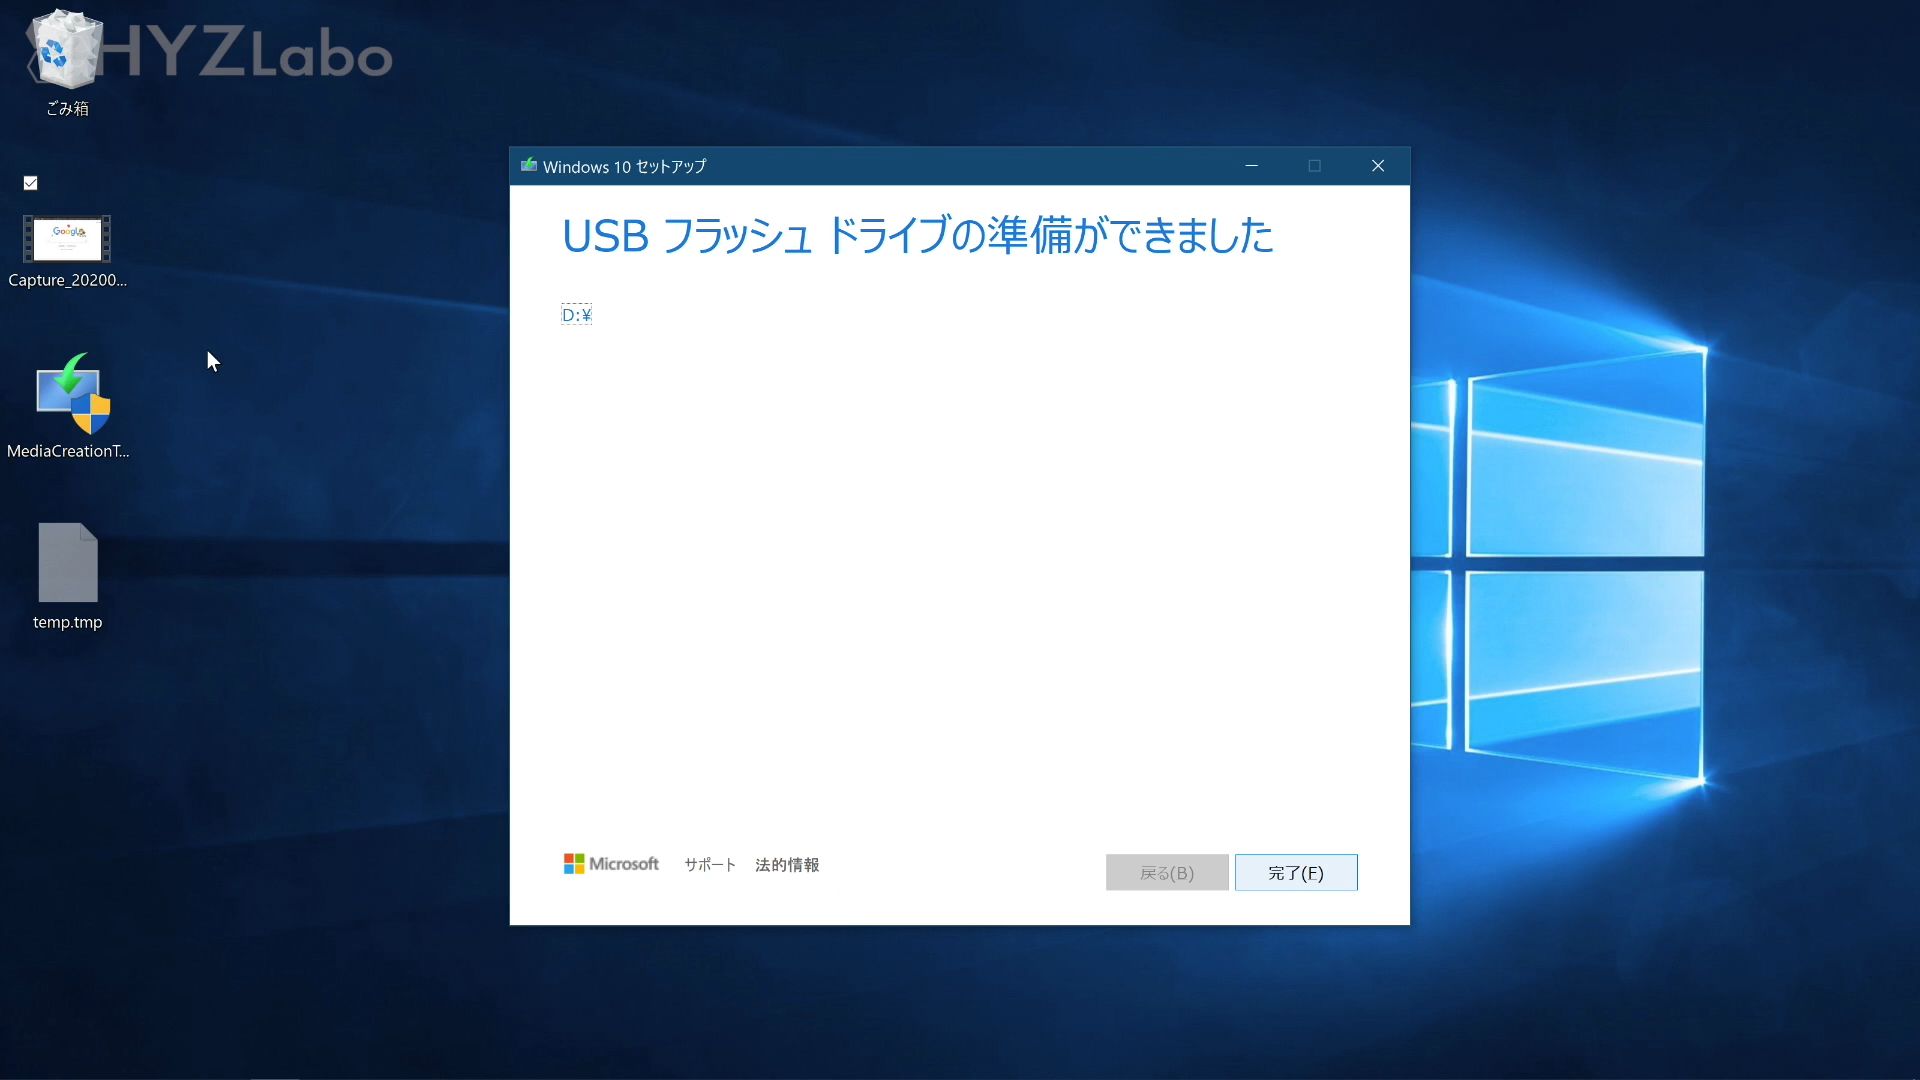 HYZLabo
ごみ箱
Google
Capture_20200...
MediaCreationT...
temp.tmp
Windows 10 セットアップ
USB フラッシュ ドライブの準備ができました
D:¥
Microsoft サポート 法的情報
戻る(B) 完了(F)